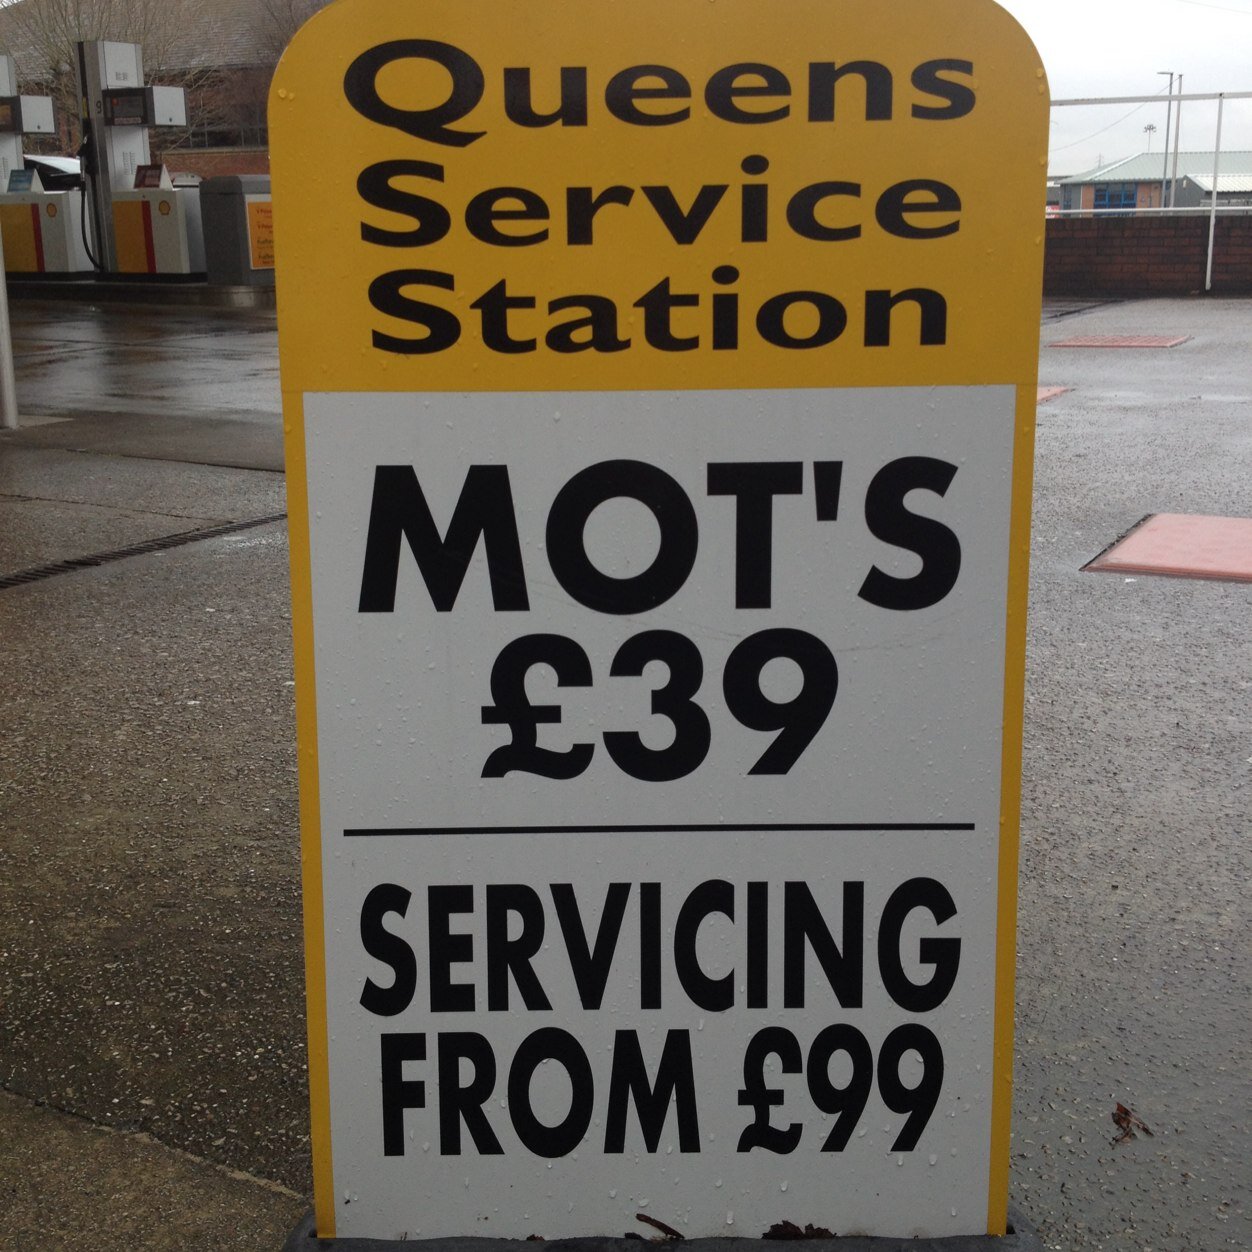 Queens
Service
Station
MOT'S
£39
SERVICING
FROM £99